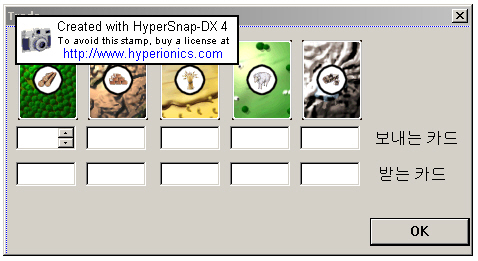 Created with HyperSnap-DX 4
To avoid this stamp, buy a license at
http://www.hyperionics.com
보내는 카드
받는 카드
OK